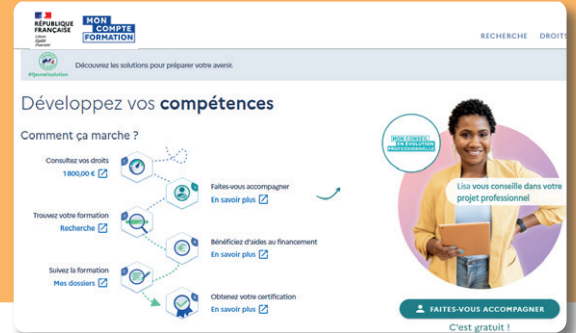 RÉPUBLIQUE
FRANÇAISE
Liberté
Égalité
Fraternité
MON
COMPTE
FORMATION
RECHERCHE DROITS
#1jeune1solution
Découvrez les solutions pour préparer votre avenir.
Développez vos compétences
Comment ça marche ?
Consultez vos droits
1800,00 €
Faites-vous accompagner
En savoir plus
Trouvez votre formation
Recherche
Bénéficiez d'aides au financement
En savoir plus
Suivez la formation
Mes dossiers
Obtenez votre certification
En savoir plus
MON CONSEIL
EN ÉVOLUTION
PROFESSIONNELLE
Lisa vous conseille dans votre
projet professionnel
FAITES-VOUS ACCOMPAGNER
C'est gratuit !